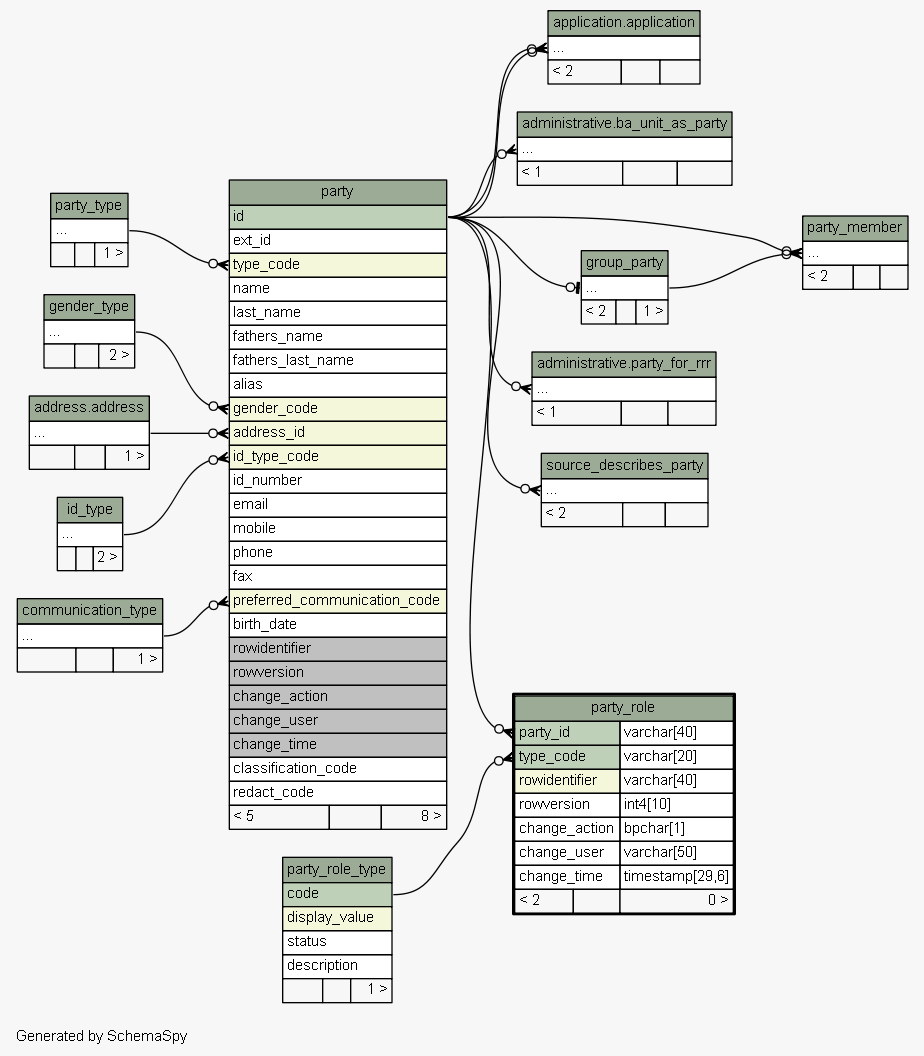 application.application
...
< 2
administrative.ba_unit_as_party
...
< 1
party
id
ext_id
type_code
name
last_name
fathers_name
fathers_last_name
alias
gender_code
address_id
id_type_code
id_number
email
mobile
phone
fax
preferred_communication_code
birth_date
rowidentifier
rowversion
change_action
change_user
change_time
classification_code
redact_code
< 5 8 >
party_type
...
1 >
gender_type
...
2 >
address.address
...
1 >
id_type
...
2 >
communication_type
...
1 >
party_member
...
< 2
group_party
...
< 2 1 >
administrative.party_for_rrr
...
< 1
source_describes_party
...
< 2
party_role
party_id varchar[40]
type_code varchar[20]
rowidentifier varchar[40]
rowversion int4[10]
change_action bpchar[1]
change_user varchar[50]
change_time timestamp[29,6]
< 2 0 >
party_role_type
code
display_value
status
description
1 >
Generated by SchemaSpy